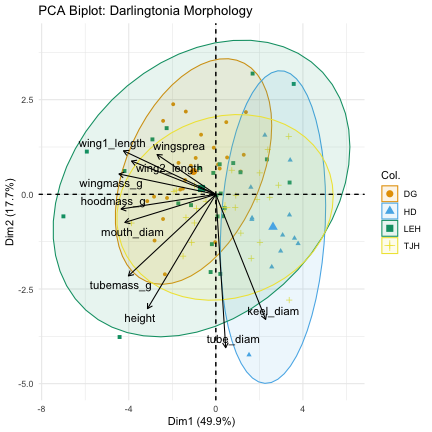 PCA Biplot: Darlingtonia Morphology
Dim2 (17.7%)
2.5
0.0
-2.5
-5.0
wing1_length
wingsprea
wing2_length
wingmass_g
hoodmass_g
mouth_diam
tubemass_g
height
keel_diam
tube_diam
-8
-4
0
4
Dim1 (49.9%)
Col.
DG
HD
LEH
TJH